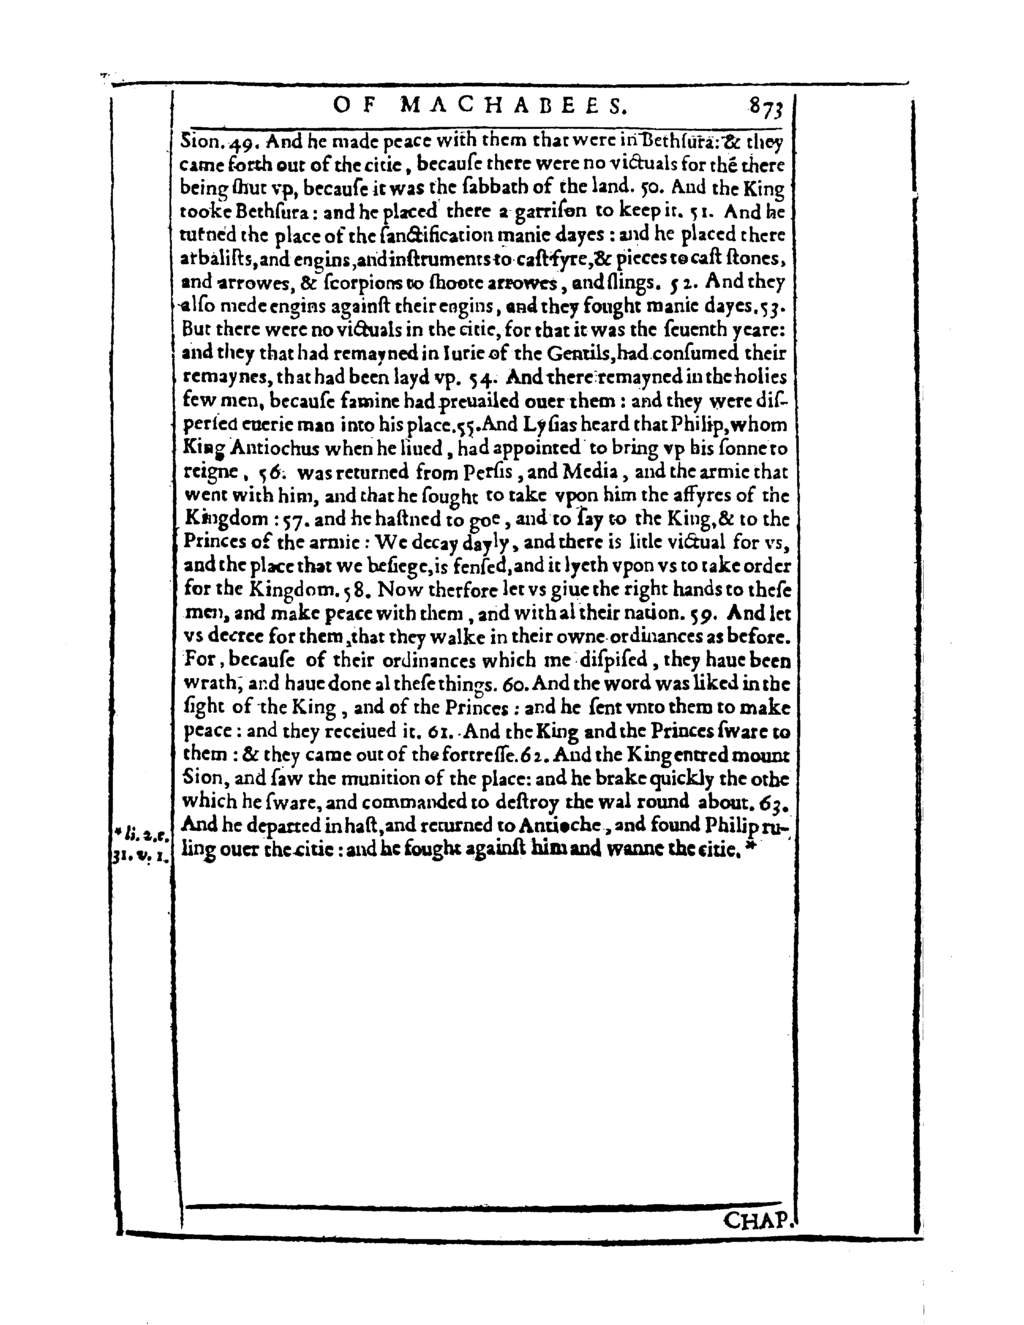 OF MACHABEES. 873
Sion. 49. And he made peace with them that were in Bethſura: & they
came forth out of the citie, becauſe there were no victuals for thē there
being ſhut vp, becauſe it was the ſabbath of the land. 50. And the King
tooke Bethſura: and he placed there a garriſon to keep it. 51. And he
turned the place of the ſanctification manie dayes: and he placed there
arbaliſts, and engins, and inſtruments to caſt fyre, & pieces to caſt ſtones,
and arrowes, & ſcorpions to ſhoote arrowes, and ſlings. 52. And they
alſo mede engins againſt their engins, and they fought manie dayes. 53.
But there were no victuals in the citie, for that it was the ſeuenth yeare:
and they that had remayned in Iurie of the Gentils, had conſumed their
remaynes, that had been layd vp. 54. And there remayned in the holies
few men, becauſe famine had preuailed ouer them: and they were diſ-
perſed euerie man into his place. 55. And Lyſias heard that Philip, whom
King Antiochus when he liued, had appointed to bring vp his ſonne to
reigne, 56. was returned from Perſis, and Media, and the armie that
went with him, and that he ſought to take vpon him the affyres of the
Kingdom: 57. and he haſtned to goe, and to ſay to the King, & to the
Princes of the armie: We decay dayly, and there is litle victual for vs,
and the place that we beſiege, is fenſed, and it lyeth vpon vs to take order
for the Kingdom. 58. Now therfore let vs giue the right hands to theſe
men, and make peace with them, and with al their nation. 59. And let
vs decree for them, that they walke in their owne ordinances as before.
For, becauſe of their ordinances which me diſpiſed, they haue been
wrath, and haue done al theſe things. 60. And the word was liked in the
ſight of the King, and of the Princes: and he ſent vnto them to make
peace: and they receiued it. 61. And the King and the Princes ſware to
them: & they came out of the fortreſſe. 62. And the King entred mount
Sion, and ſaw the munition of the place: and he brake quickly the othe
which he ſware, and commanded to deſtroy the wal round about. 63.
And he departed in haſt, and returned to Antioche, and found Philip ru-
ling ouer the citie: and he fought againſt him and wanne the citie. *
* li. 2. c.
31. v. 1.
CHAP.